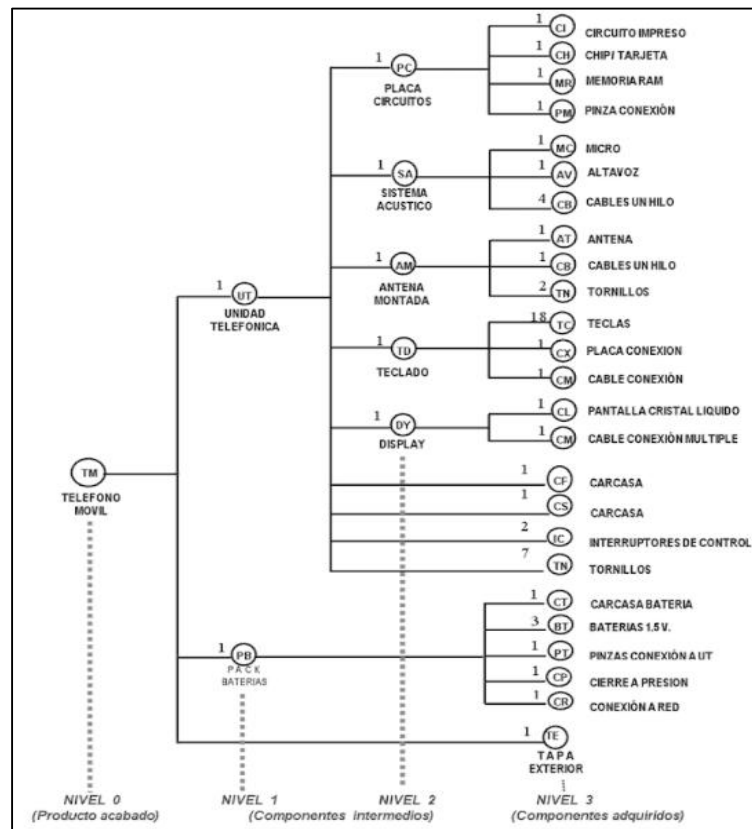 1 CI CIRCUITO IMPRESO
1 CH CHIP/ TARJETA
1 PC
PLACA
CIRCUITOS
1 MR MEMORIA RAM
1 PM PINZA CONEXIÓN
1 MC MICRO
1 SA
SISTEMA
ACUSTICO
1 AV ALTAVOZ
4 CB CABLES UN HILO
1 AT ANTENA
1 AM
ANTENA
MONTADA
1 CB CABLES UN HILO
2 TN TORNILLOS
1 UT
UNIDAD
TELEFONICA
18 TC TECLAS
1 TD
TECLADO
1 CX PLACA CONEXION
1 CM CABLE CONEXIÓN
1 DY
DISPLAY
1 CL PANTALLA CRISTAL LIQUIDO
1 CM CABLE CONEXIÓN MULTIPLE
TM
TELEFONO
MOVIL
1 CF CARCASA
1 CS CARCASA
2 IC INTERRUPTORES DE CONTROL
7 TN TORNILLOS
1 CT CARCASA BATERIA
3 BT BATERIAS 1.5 V.
1 PB
PACK
BATERIAS
1 PT PINZAS CONEXIÓN A UT
1 CP CIERRE A PRESION
1 CR CONEXIÓN A RED
1 TE
TAPA
EXTERIOR
NIVEL 0 NIVEL 1 NIVEL 2 NIVEL 3
(Producto acabado) (Componentes intermedios) (Componentes adquiridos)